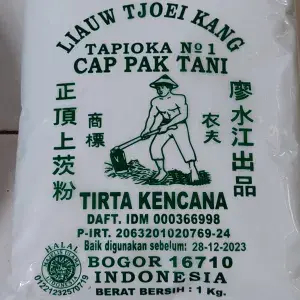 LIAUW TJOEI KANG
TAPIOKA No 1
CAP PAK TANI
正頂上茨粉
商標
农夫
廖水江出品
TIRTA KENCANA
DAFT. IDM 000366998
P-IRT. 2063201020769-24
Baik digunakan sebelum: 28-12-2023
HALAL
01221232570719
BOGOR 16710
INDONESIA
BERAT BERSIH : 1 Kg.